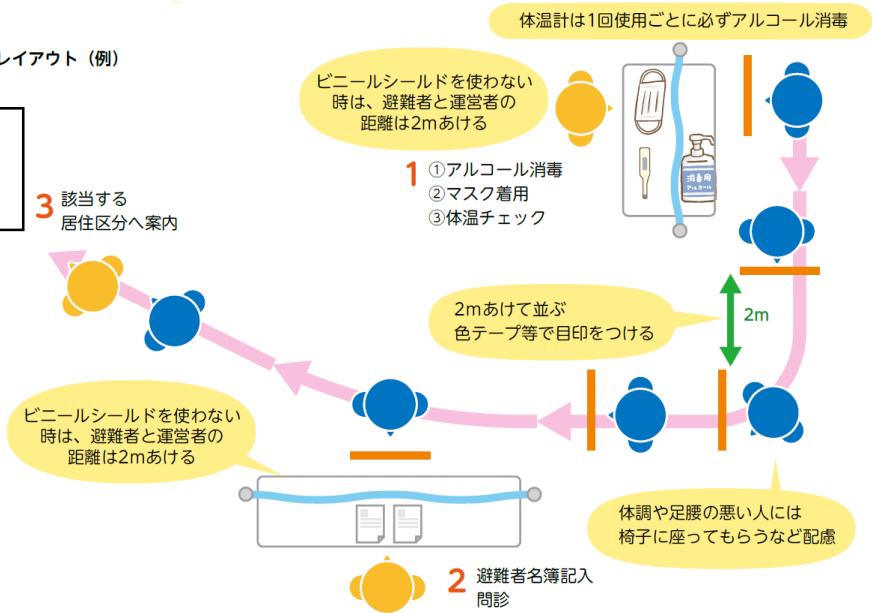 体温計は1回使用ごとに必ずアルコール消毒
レイアウト（例）
ビニールシールドを使わない
時は、避難者と運営者の
距離は2mあける
1 ①アルコール消毒
②マスク着用
③体温チェック
消毒用
アルコール
3 該当する
居住区分へ案内
2mあけて並ぶ
色テープ等で目印をつける
2m
ビニールシールドを使わない
時は、避難者と運営者の
距離は2mあける
体調や足腰の悪い人には
椅子に座ってもらうなど配慮
2 避難者名簿記入
問診